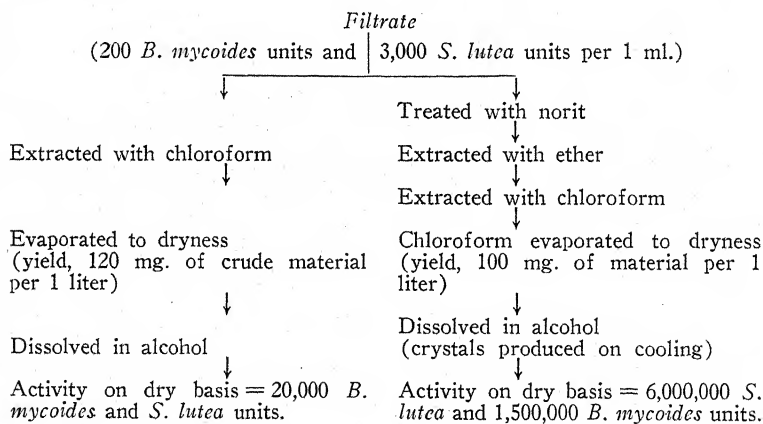 Filtrate
(200 B. mycoides units and 3,000 S. lutea units per 1 ml.)
Treated with norit
Extracted with chloroform
Extracted with ether
Extracted with chloroform
Evaporated to dryness
(yield, 120 mg. of crude material
per 1 liter)
Chloroform evaporated to dryness
(yield, 100 mg. of material per 1
liter)
Dissolved in alcohol
Dissolved in alcohol
(crystals produced on cooling)
Activity on dry basis = 20,000 B.
mycoides and S. lutea units.
Activity on dry basis = 6,000,000 S.
lutea and 1,500,000 B. mycoides units.